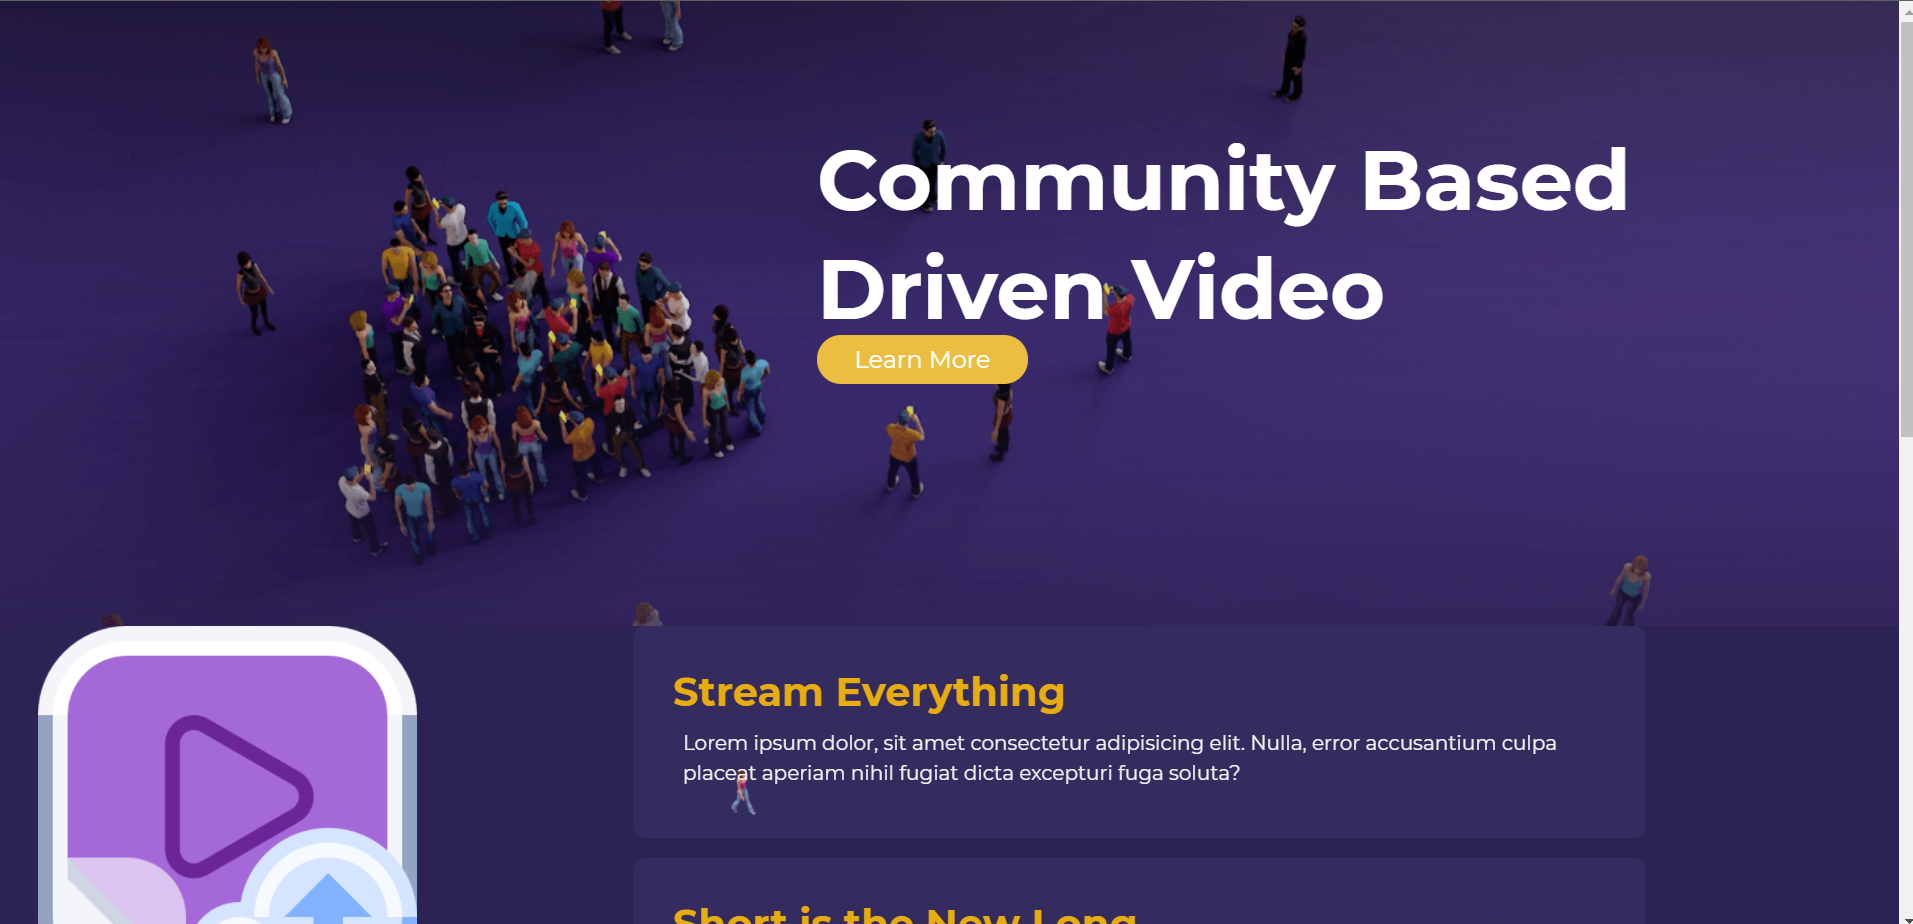 Community Based
Driven Video
Learn More
Stream Everything
Lorem ipsum dolor, sit amet consectetur adipisicing elit. Nulla, error accusantium culpa
placeat aperiam nihil fugiat dicta excepturi fuga soluta?
Short is the New Long